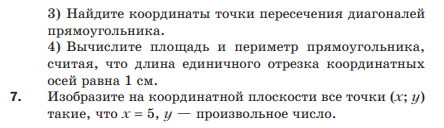 3) Найдите координаты точки пересечения диагоналей
прямоугольника.
4) Вычислите площадь и периметр прямоугольника,
считая, что длина единичного отрезка координатных
осей равна 1 см.
7. Изобразите на координатной плоскости все точки (x; y)
такие, что x = 5, y — произвольное число.